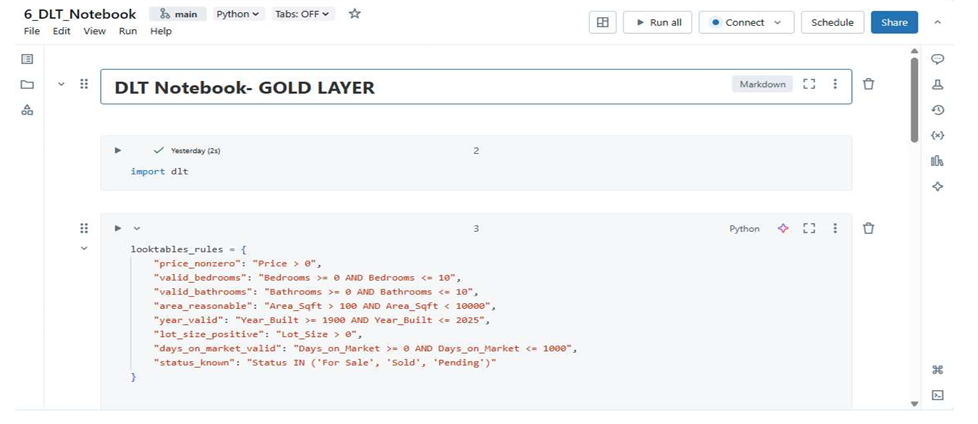 6_DLT_Notebook main Python Tabs: OFF
File Edit View Run Help
Run all Connect Schedule Share
DLT Notebook- GOLD LAYER
Markdown
Yesterday (2s) 2
import dlt
3 Python
looktables_rules = {
"price_nonzero": "Price > 0",
"valid_bedrooms": "Bedrooms >= 0 AND Bedrooms <= 10",
"valid_bathrooms": "Bathrooms >= 0 AND Bathrooms <= 10",
"area_reasonable": "Area_Sqft > 100 AND Area_Sqft < 10000",
"year_valid": "Year_Built >= 1900 AND Year_Built <= 2025",
"lot_size_positive": "Lot_Size > 0",
"days_on_market_valid": "Days_on_Market >= 0 AND Days_on_Market <= 1000",
"status_known": "Status IN ('For Sale', 'Sold', 'Pending')"
}